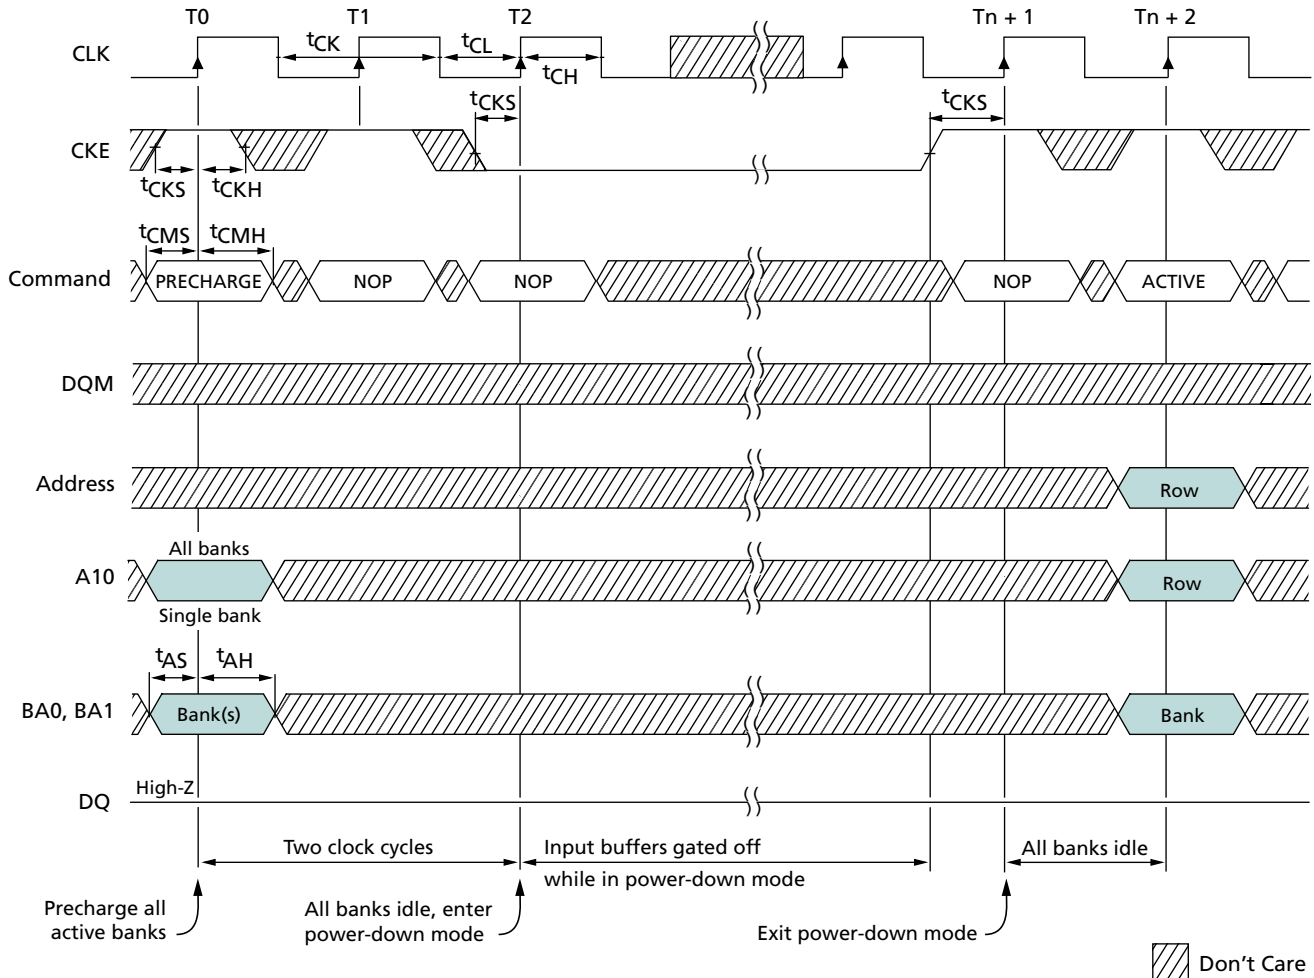 T0 T1 T2 Tn + 1 Tn + 2
CLK
tCK tCL
tCH
tCKS tCKS
CKE
tCKS tCKH
tCMS tCMH
Command PRECHARGE NOP NOP NOP ACTIVE
DQM
Address Row
All banks
A10 Row
Single bank
tAS tAH
BA0, BA1 Bank(s) Bank
High-Z
DQ
Two clock cycles
Input buffers gated off
while in power-down mode
All banks idle
Precharge all
active banks
All banks idle, enter
power-down mode
Exit power-down mode
Don't Care